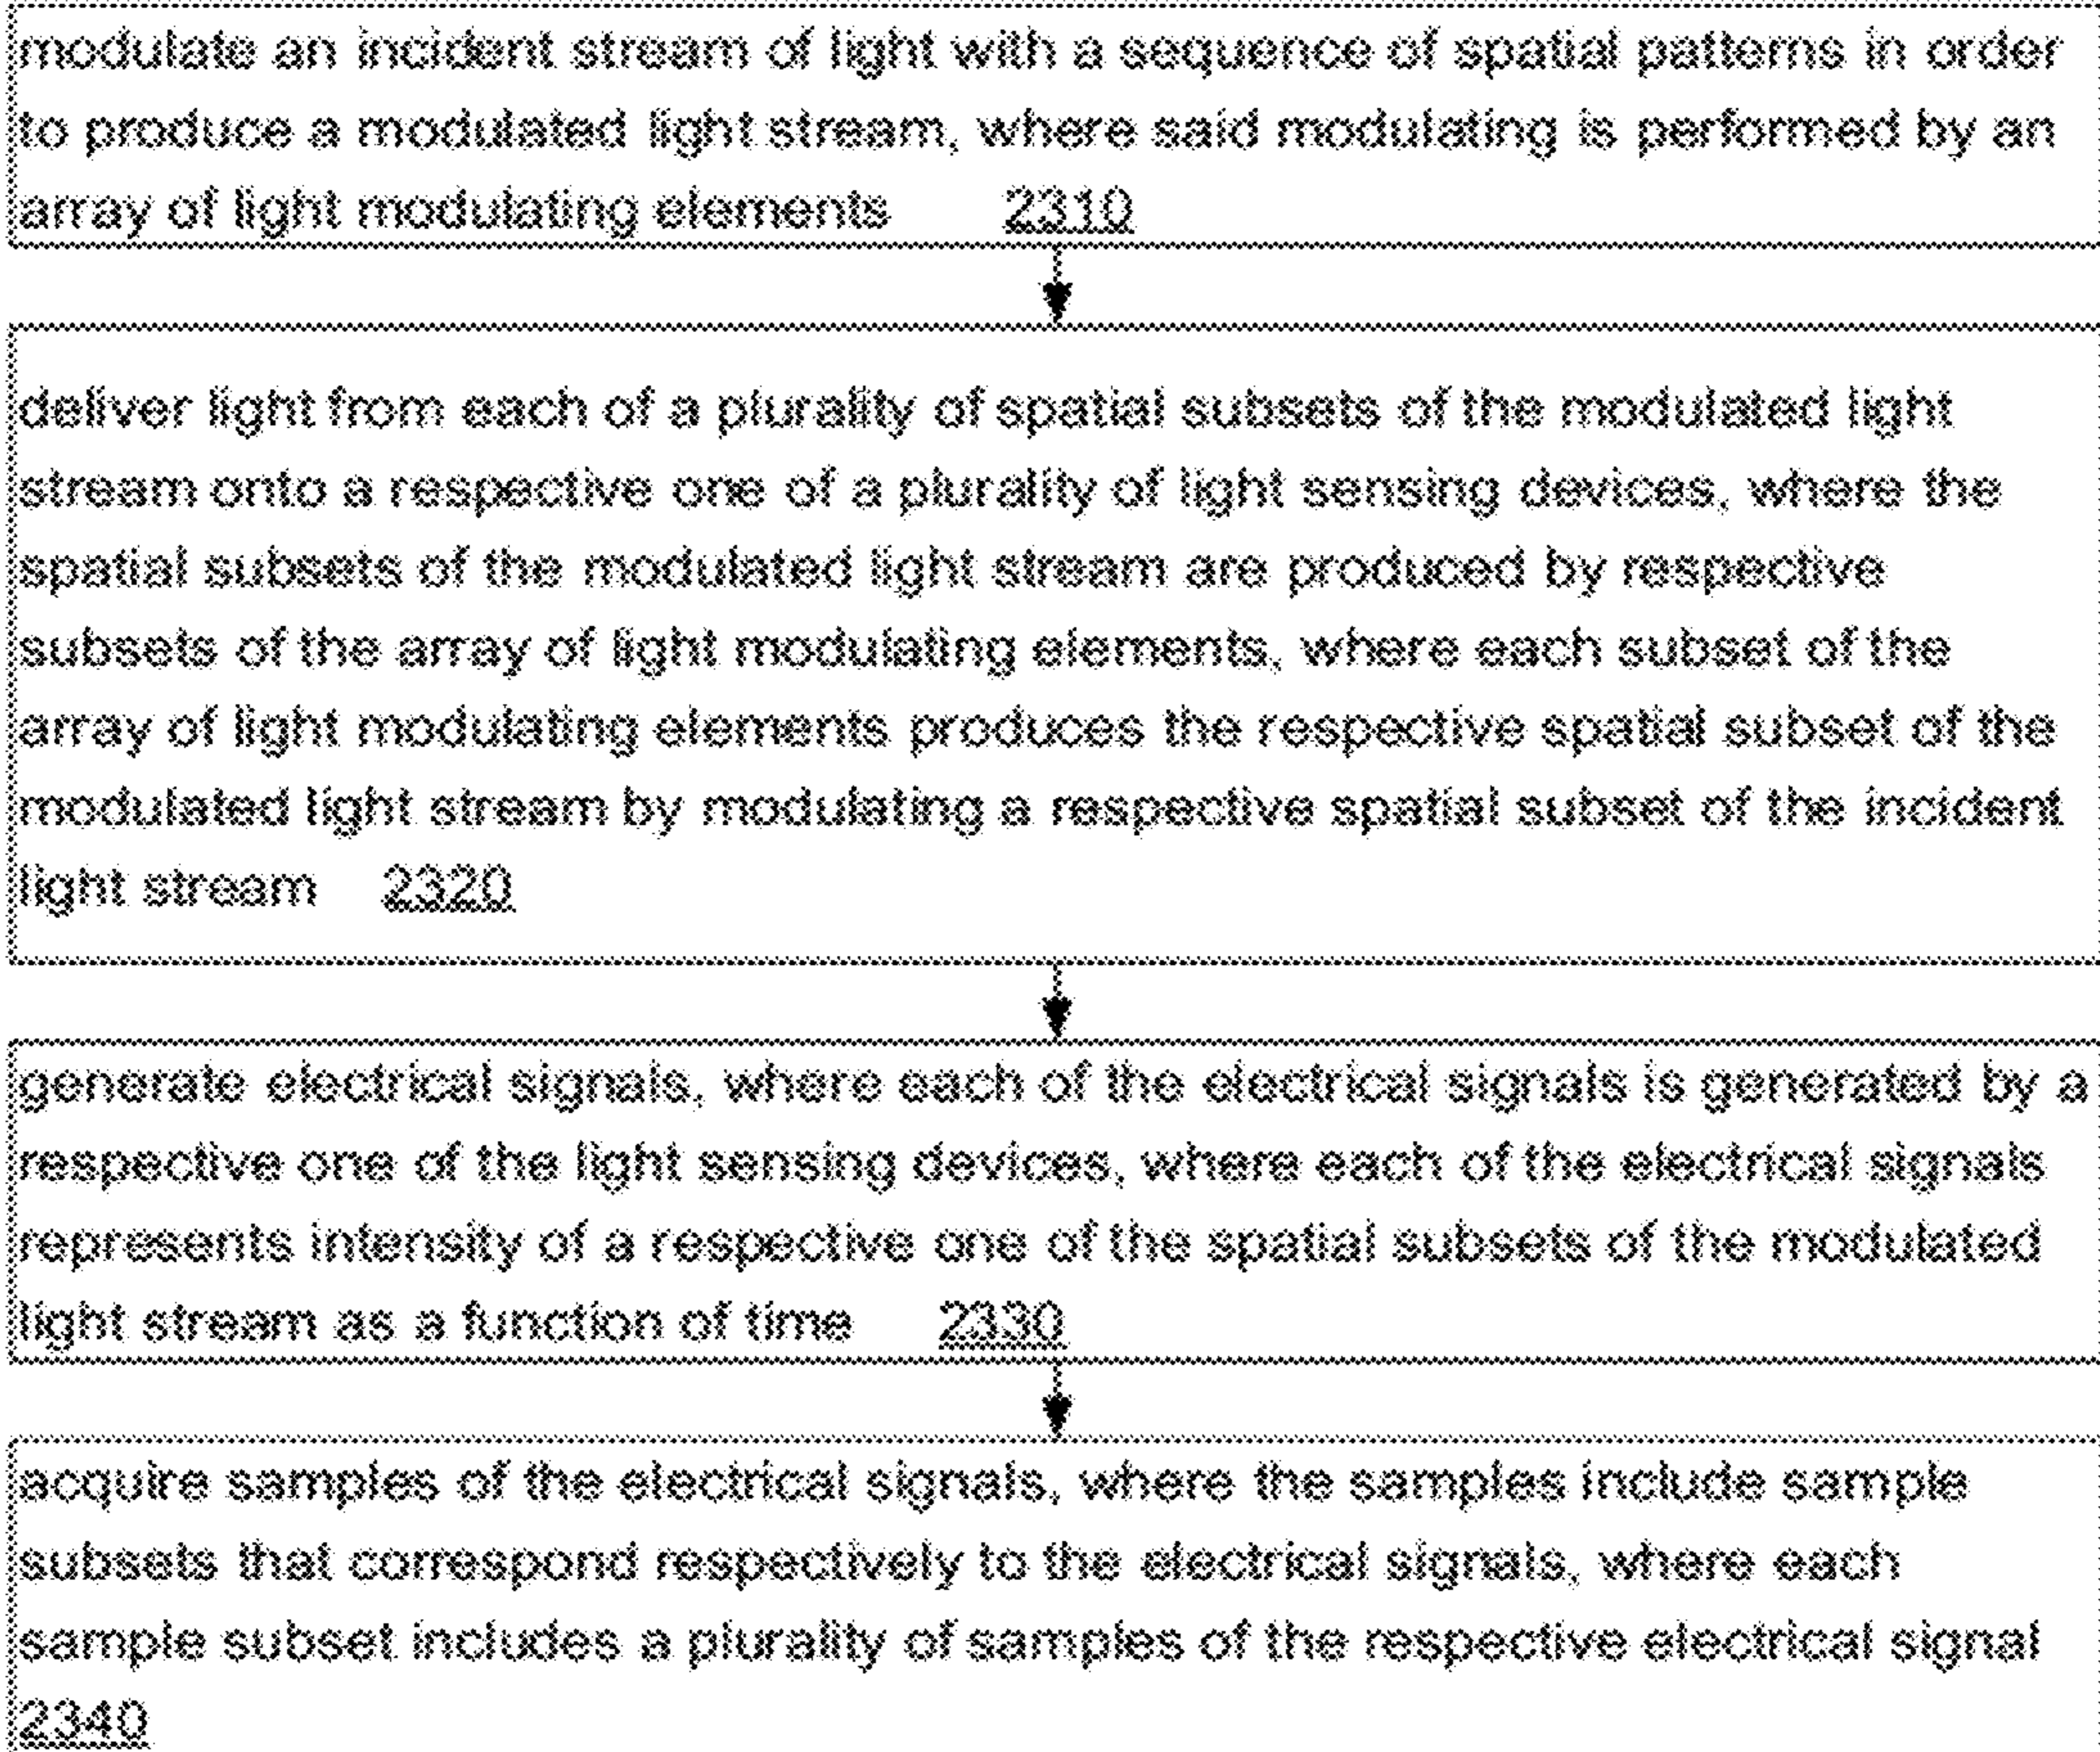 modulate an incident stream of light with a sequence of spatial patterns in order
to produce a modulated light stream, where said modulating is performed by an
array of light modulating elements 2310
deliver light from each of a plurality of spatial subsets of the modulated light
stream onto a respective one of a plurality of light sensing devices, where the
spatial subsets of the modulated light stream are produced by respective
subsets of the array of light modulating elements, where each subset of the
array of light modulating elements produces the respective spatial subset of the
modulated light stream by modulating a respective spatial subset of the incident
light stream 2320
generate electrical signals, where each of the electrical signals is generated by a
respective one of the light sensing devices, where each of the electrical signals
represents intensity of a respective one of the spatial subsets of the modulated
light stream as a function of time 2330
acquire samples of the electrical signals, where the samples include sample
subsets that correspond respectively to the electrical signals, where each
sample subset includes a plurality of samples of the respective electrical signal
2340